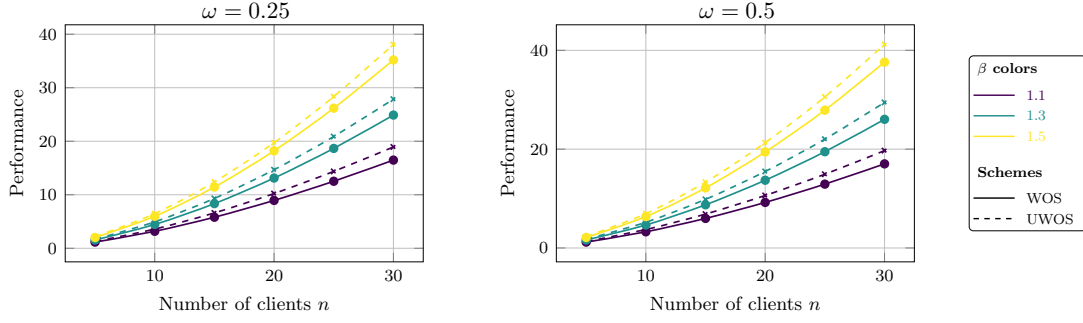 ω = 0.25
40
30
20
10
0
10
20
30
Performance
Number of clients n
ω = 0.5
40
20
0
10
20
30
Performance
Number of clients n
β colors
1.1
1.3
1.5
Schemes
WOS
UWOS